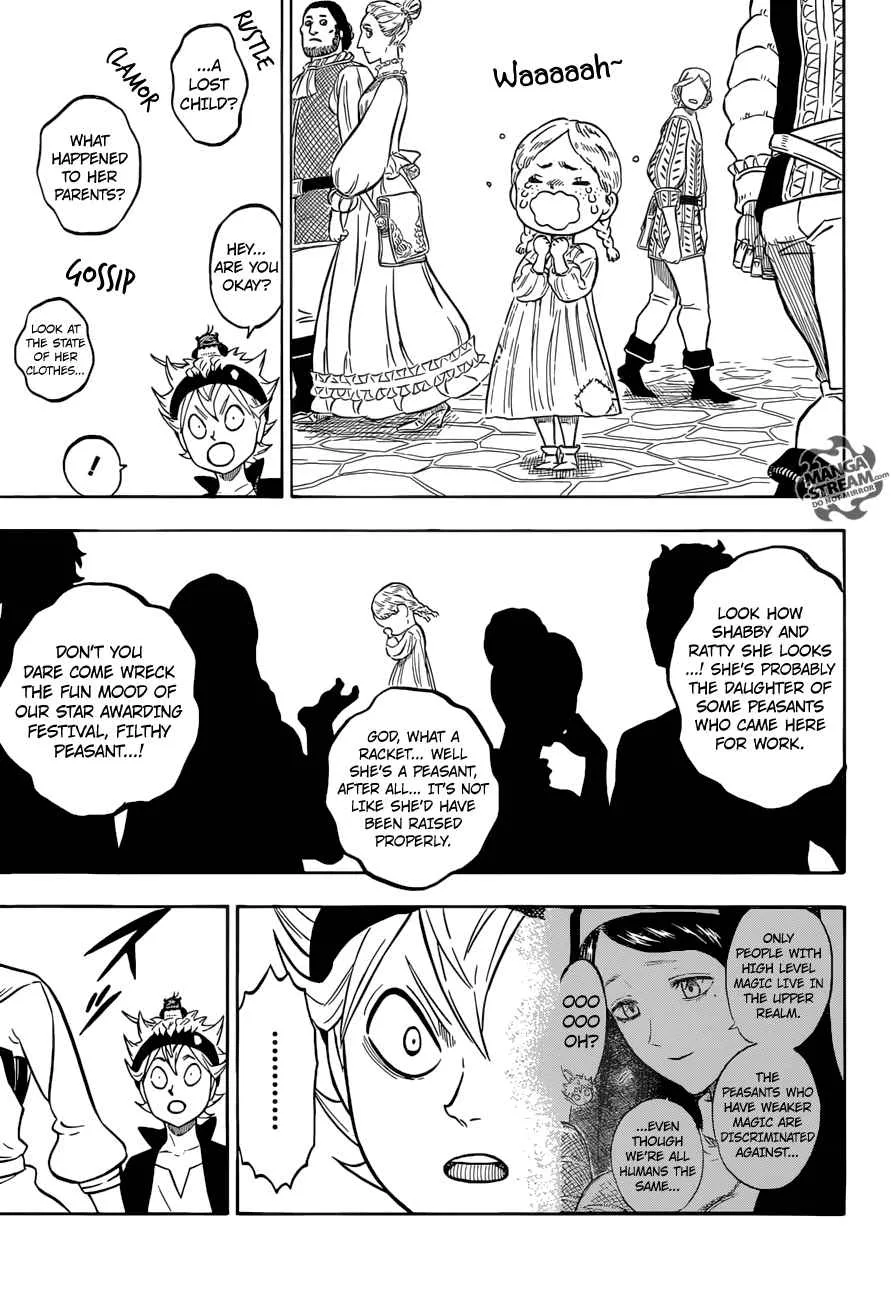 Waaaaah~
RUSTLE
CLAMOR
...A
LOST
CHILD?
WHAT
HAPPENED
TO HER
PARENTS?
HEY...
ARE YOU
OKAY?
GOSSIP
LOOK AT
THE STATE
OF HER
CLOTHES...
!
MANGA
STREAM.com
DO NOT MIRROR
LOOK HOW
SHABBY AND
RATTY SHE LOOKS
...! SHE'S PROBABLY
THE DAUGHTER OF
SOME PEASANTS
WHO CAME HERE
FOR WORK.
GOD, WHAT A
RACKET... WELL
SHE'S A PEASANT,
AFTER ALL... IT'S NOT
LIKE SHE'D HAVE
BEEN RAISED
PROPERLY.
DON'T YOU
DARE COME WRECK
THE FUN MOOD OF
OUR STAR AWARDING
FESTIVAL, FILTHY
PEASANT...!
ONLY
PEOPLE WITH
HIGH LEVEL
MAGIC LIVE IN
THE UPPER
REALM.
OOO
OOO
OH?
THE
PEASANTS WHO
HAVE WEAKER
MAGIC ARE
DISCRIMINATED
AGAINST...
...EVEN
THOUGH
WE'RE ALL
HUMANS THE
SAME...
.........